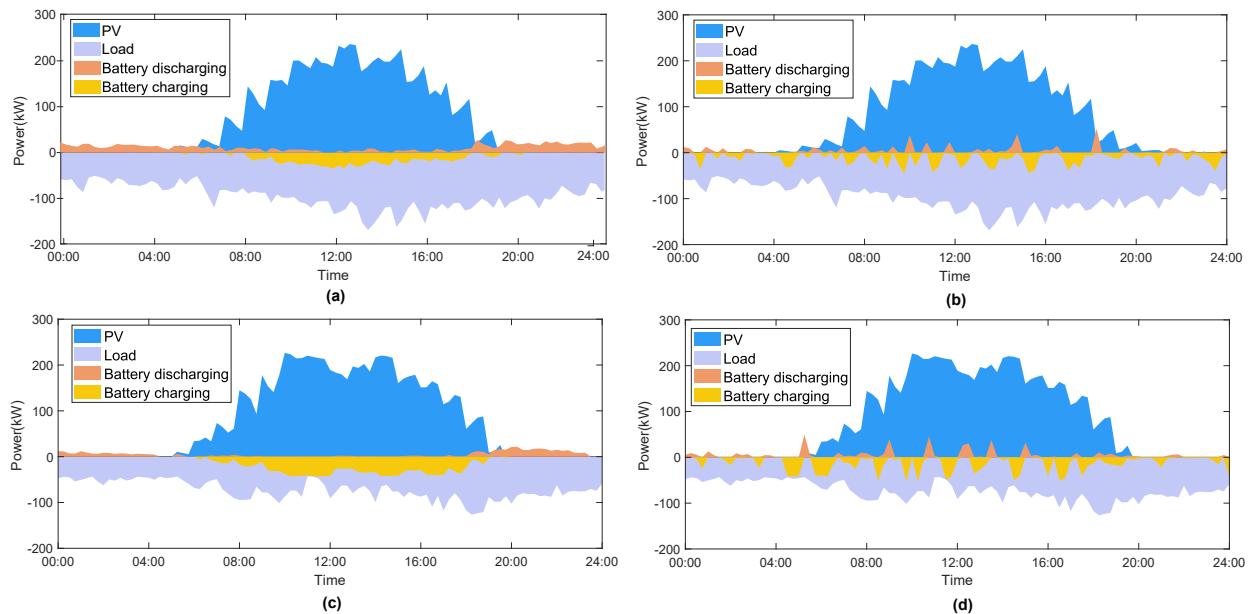 300
200
100
0
-100
-200
Power(kW)
PV
Load
Battery discharging
Battery charging
00:00 04:00 08:00 12:00 16:00 20:00 24:00
Time
(a)
300
200
100
0
-100
-200
Power(kW)
PV
Load
Battery discharging
Battery charging
00:00 04:00 08:00 12:00 16:00 20:00 24:00
Time
(b)
300
200
100
0
-100
-200
Power(kW)
PV
Load
Battery discharging
Battery charging
00:00 04:00 08:00 12:00 16:00 20:00 24:00
Time
(c)
300
200
100
0
-100
-200
Power(kW)
PV
Load
Battery discharging
Battery charging
00:00 04:00 08:00 12:00 16:00 20:00 24:00
Time
(d)